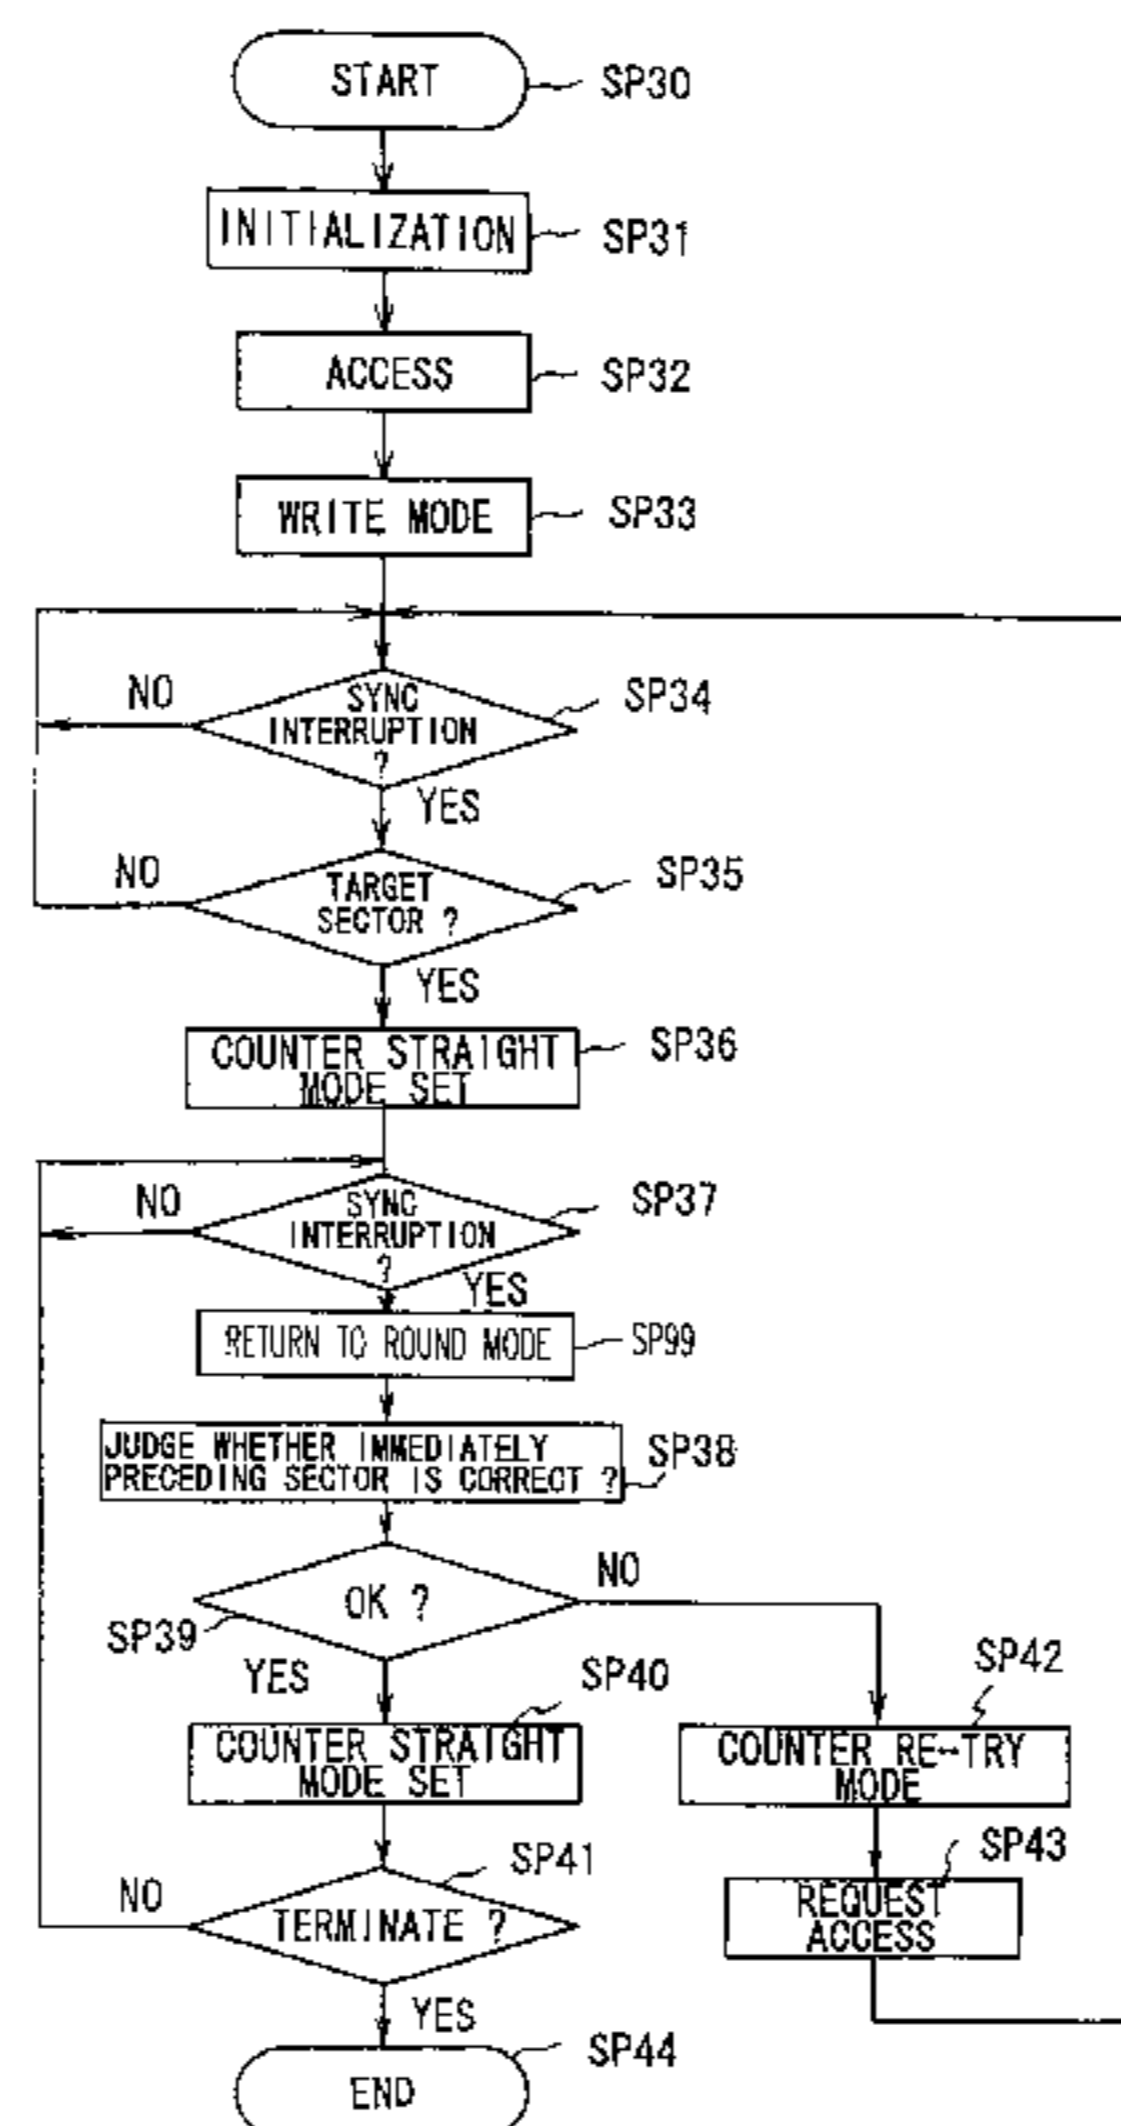 START
SP30
INITIALIZATION
SP31
ACCESS
SP32
WRITE MODE
SP33
NO
SYNC
INTERRUPTION
?
SP34
YES
NO
TARGET
SECTOR ?
SP35
YES
COUNTER STRAIGHT
MODE SET
SP36
NO
SYNC
INTERRUPTION
?
SP37
YES
RETURN TO ROUND MODE
SP99
JUDGE WHETHER IMMEDIATELY
PRECEDING SECTOR IS CORRECT ?
SP38
OK ?
NO
SP39
YES
SP40
COUNTER STRAIGHT
MODE SET
SP42
COUNTER RE-TRY
MODE
SP41
NO
TERMINATE ?
SP43
REQUEST
ACCESS
YES
SP44
END